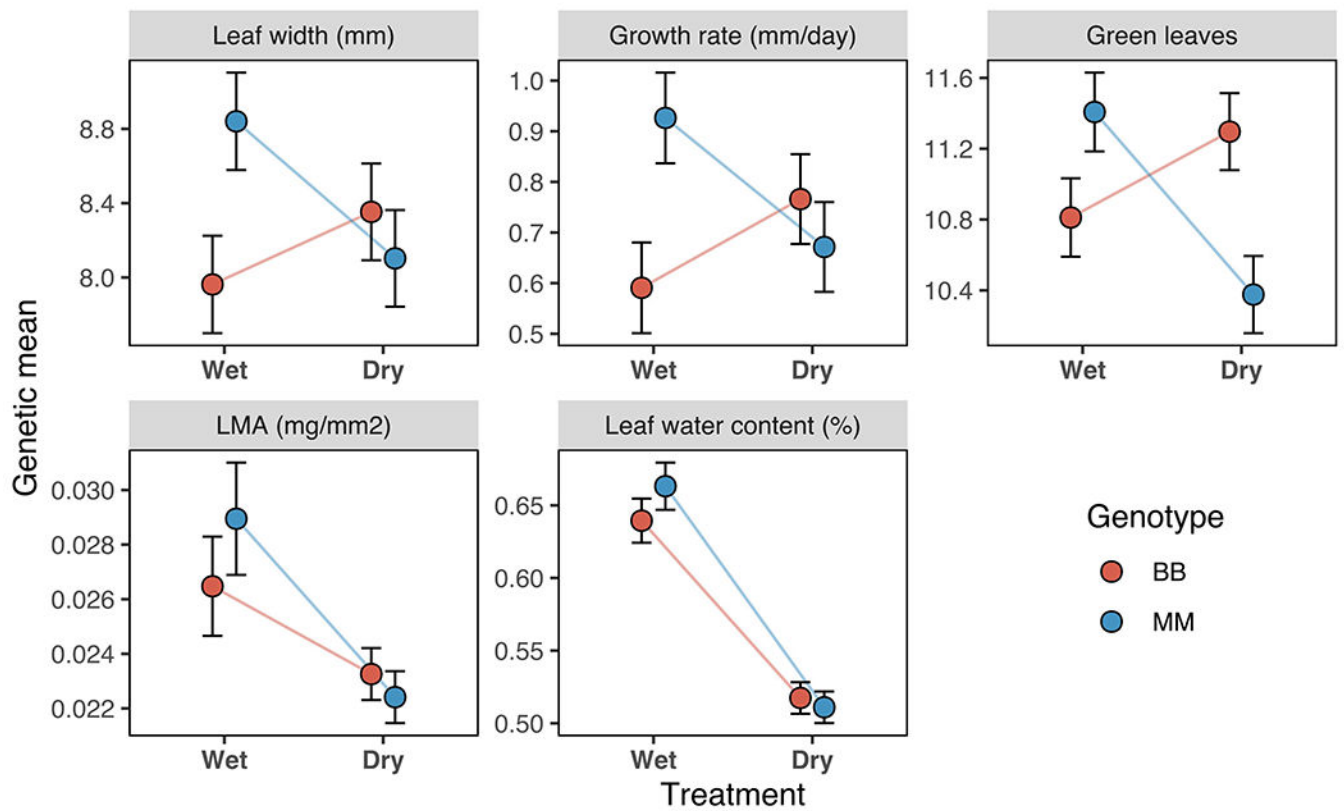 Leaf width (mm)
Growth rate (mm/day)
Green leaves
8.8
8.4
8.0
Wet
Dry
1.0
0.9
0.8
0.7
0.6
0.5
Wet
Dry
11.6
11.2
10.8
10.4
Wet
Dry
Genetic mean
LMA (mg/mm2)
Leaf water content (%)
0.030
0.028
0.026
0.024
0.022
Wet
Dry
0.65
0.60
0.55
0.50
Wet
Dry
Treatment
Genotype
BB
MM